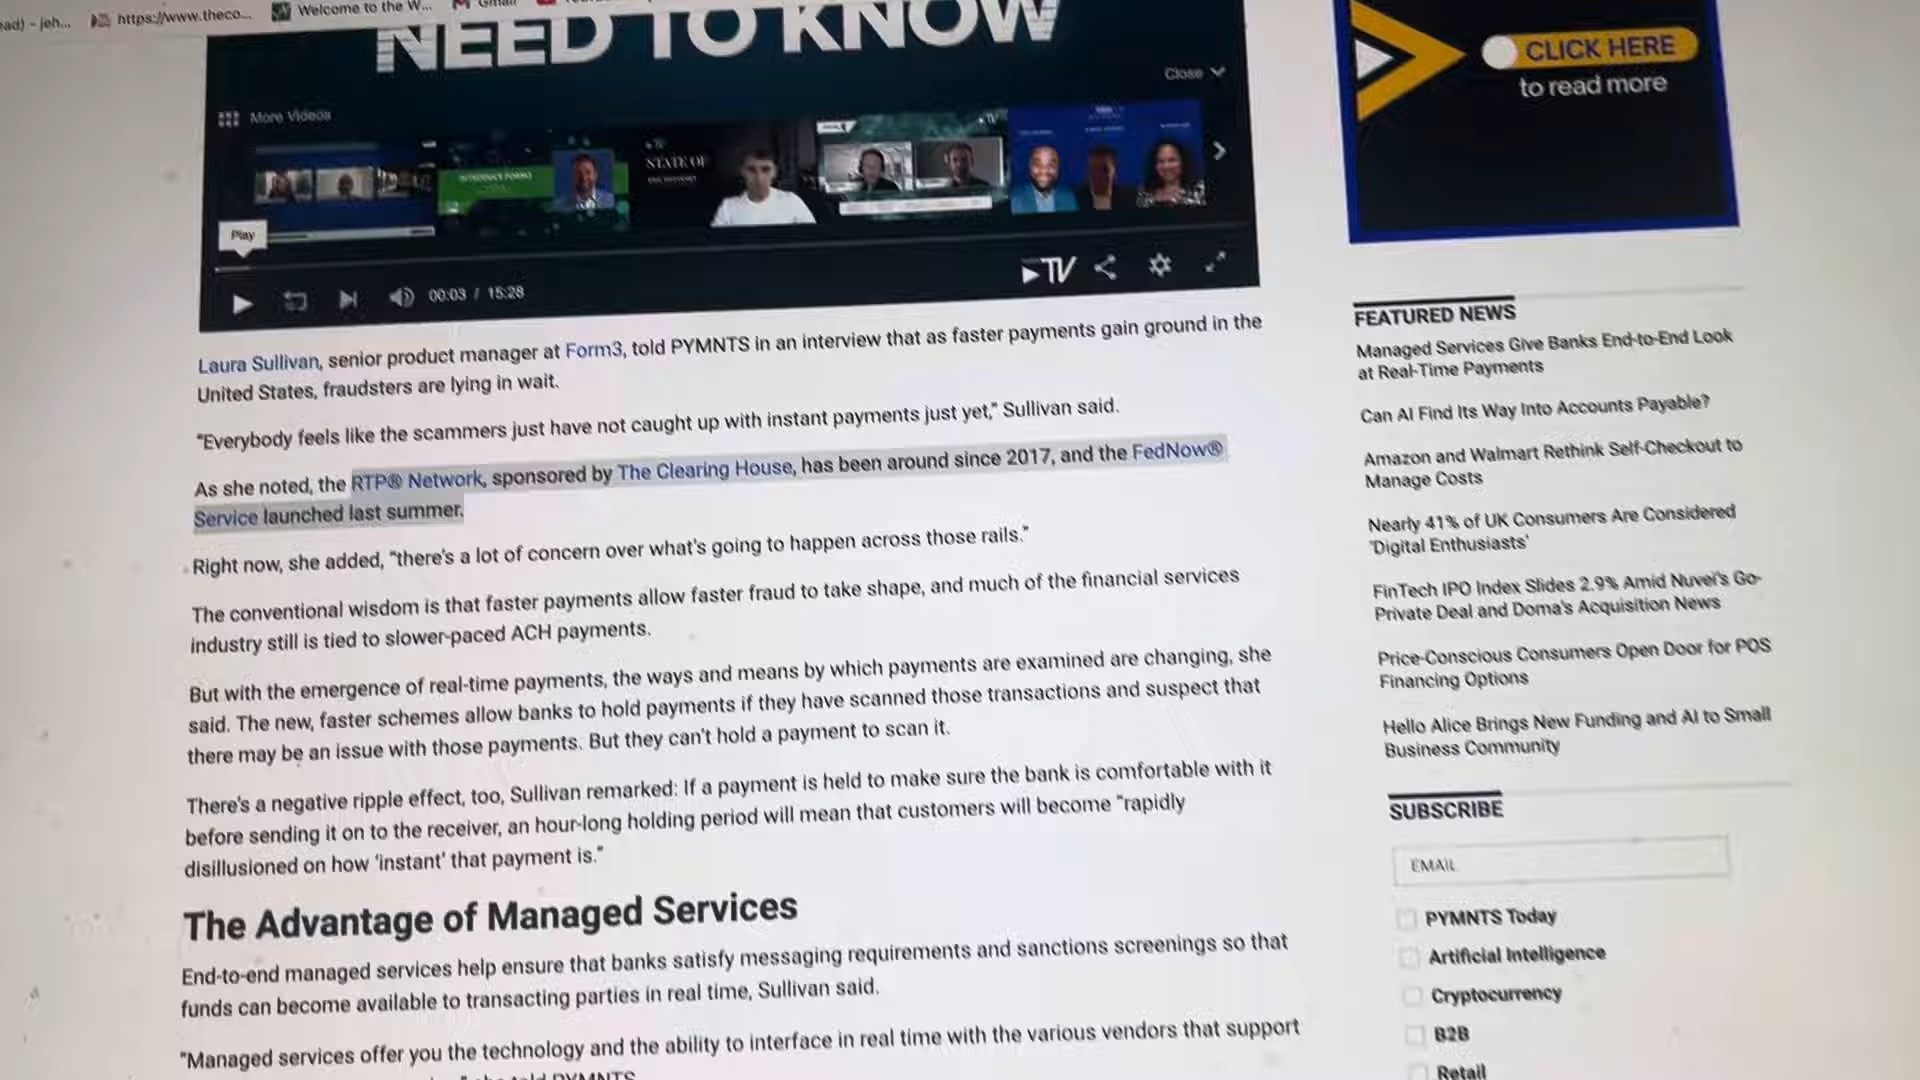 ead) - jeh...
https://www.theco...
Welcome to the W...
Gmail
NEED TO KNOW
Close
More Videos
STATE OF
Play
00:03 / 15:28
TV
CLICK HERE
to read more
Laura Sullivan, senior product manager at Form3, told PYMNTS in an interview that as faster payments gain ground in the
United States, fraudsters are lying in wait.
“Everybody feels like the scammers just have not caught up with instant payments just yet,” Sullivan said.
As she noted, the RTP® Network, sponsored by The Clearing House, has been around since 2017, and the FedNow®
Service launched last summer.
Right now, she added, “there’s a lot of concern over what’s going to happen across those rails.”
The conventional wisdom is that faster payments allow faster fraud to take shape, and much of the financial services
industry still is tied to slower-paced ACH payments.
But with the emergence of real-time payments, the ways and means by which payments are examined are changing, she
said. The new, faster schemes allow banks to hold payments if they have scanned those transactions and suspect that
there may be an issue with those payments. But they can’t hold a payment to scan it.
There’s a negative ripple effect, too, Sullivan remarked: If a payment is held to make sure the bank is comfortable with it
before sending it on to the receiver, an hour-long holding period will mean that customers will become “rapidly
disillusioned on how ‘instant’ that payment is.”
The Advantage of Managed Services
End-to-end managed services help ensure that banks satisfy messaging requirements and sanctions screenings so that
funds can become available to transacting parties in real time, Sullivan said.
“Managed services offer you the technology and the ability to interface in real time with the various vendors that support
told PYMNTS
FEATURED NEWS
Managed Services Give Banks End-to-End Look
at Real-Time Payments
Can AI Find Its Way Into Accounts Payable?
Amazon and Walmart Rethink Self-Checkout to
Manage Costs
Nearly 41% of UK Consumers Are Considered
‘Digital Enthusiasts’
FinTech IPO Index Slides 2.9% Amid Nuvei’s Go-
Private Deal and Doma’s Acquisition News
Price-Conscious Consumers Open Door for POS
Financing Options
Hello Alice Brings New Funding and AI to Small
Business Community
SUBSCRIBE
EMAIL
PYMNTS Today
Artificial Intelligence
Cryptocurrency
B2B
Retail